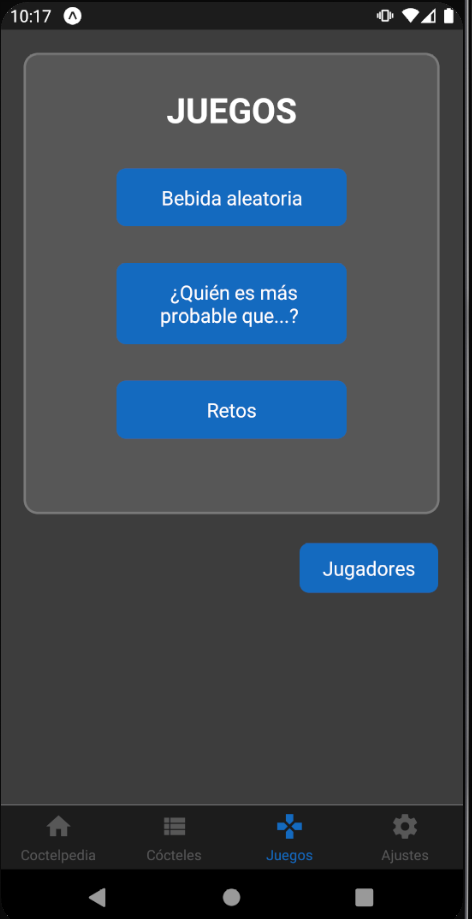 10:17
JUEGOS
Bebida aleatoria
¿Quién es más
probable que...?
Retos
Jugadores
Coctelpedia
Cócteles
Juegos
Ajustes